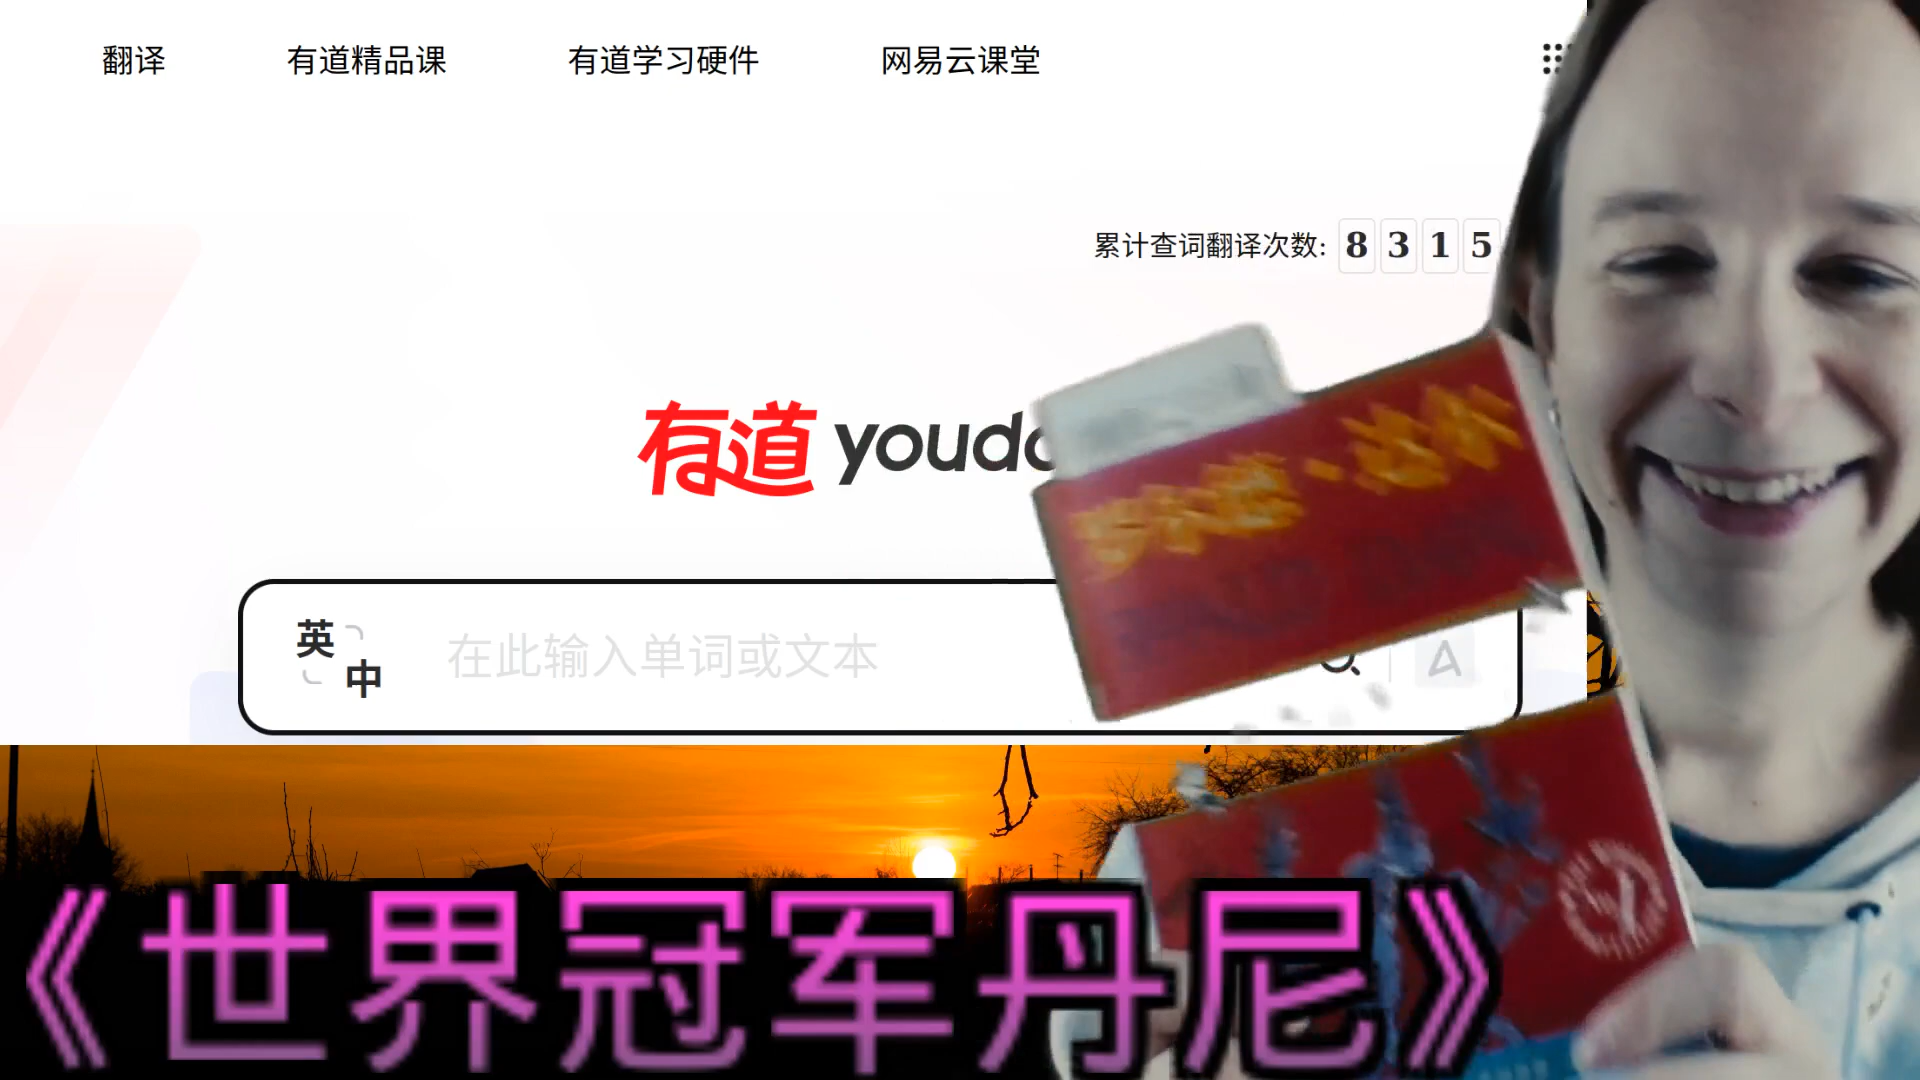 翻译 有道精品课 有道学习硬件 网易云课堂
累计查词翻译次数: 8315
有道 youd
英
中
在此输入单词或文本
《世界冠军丹尼》